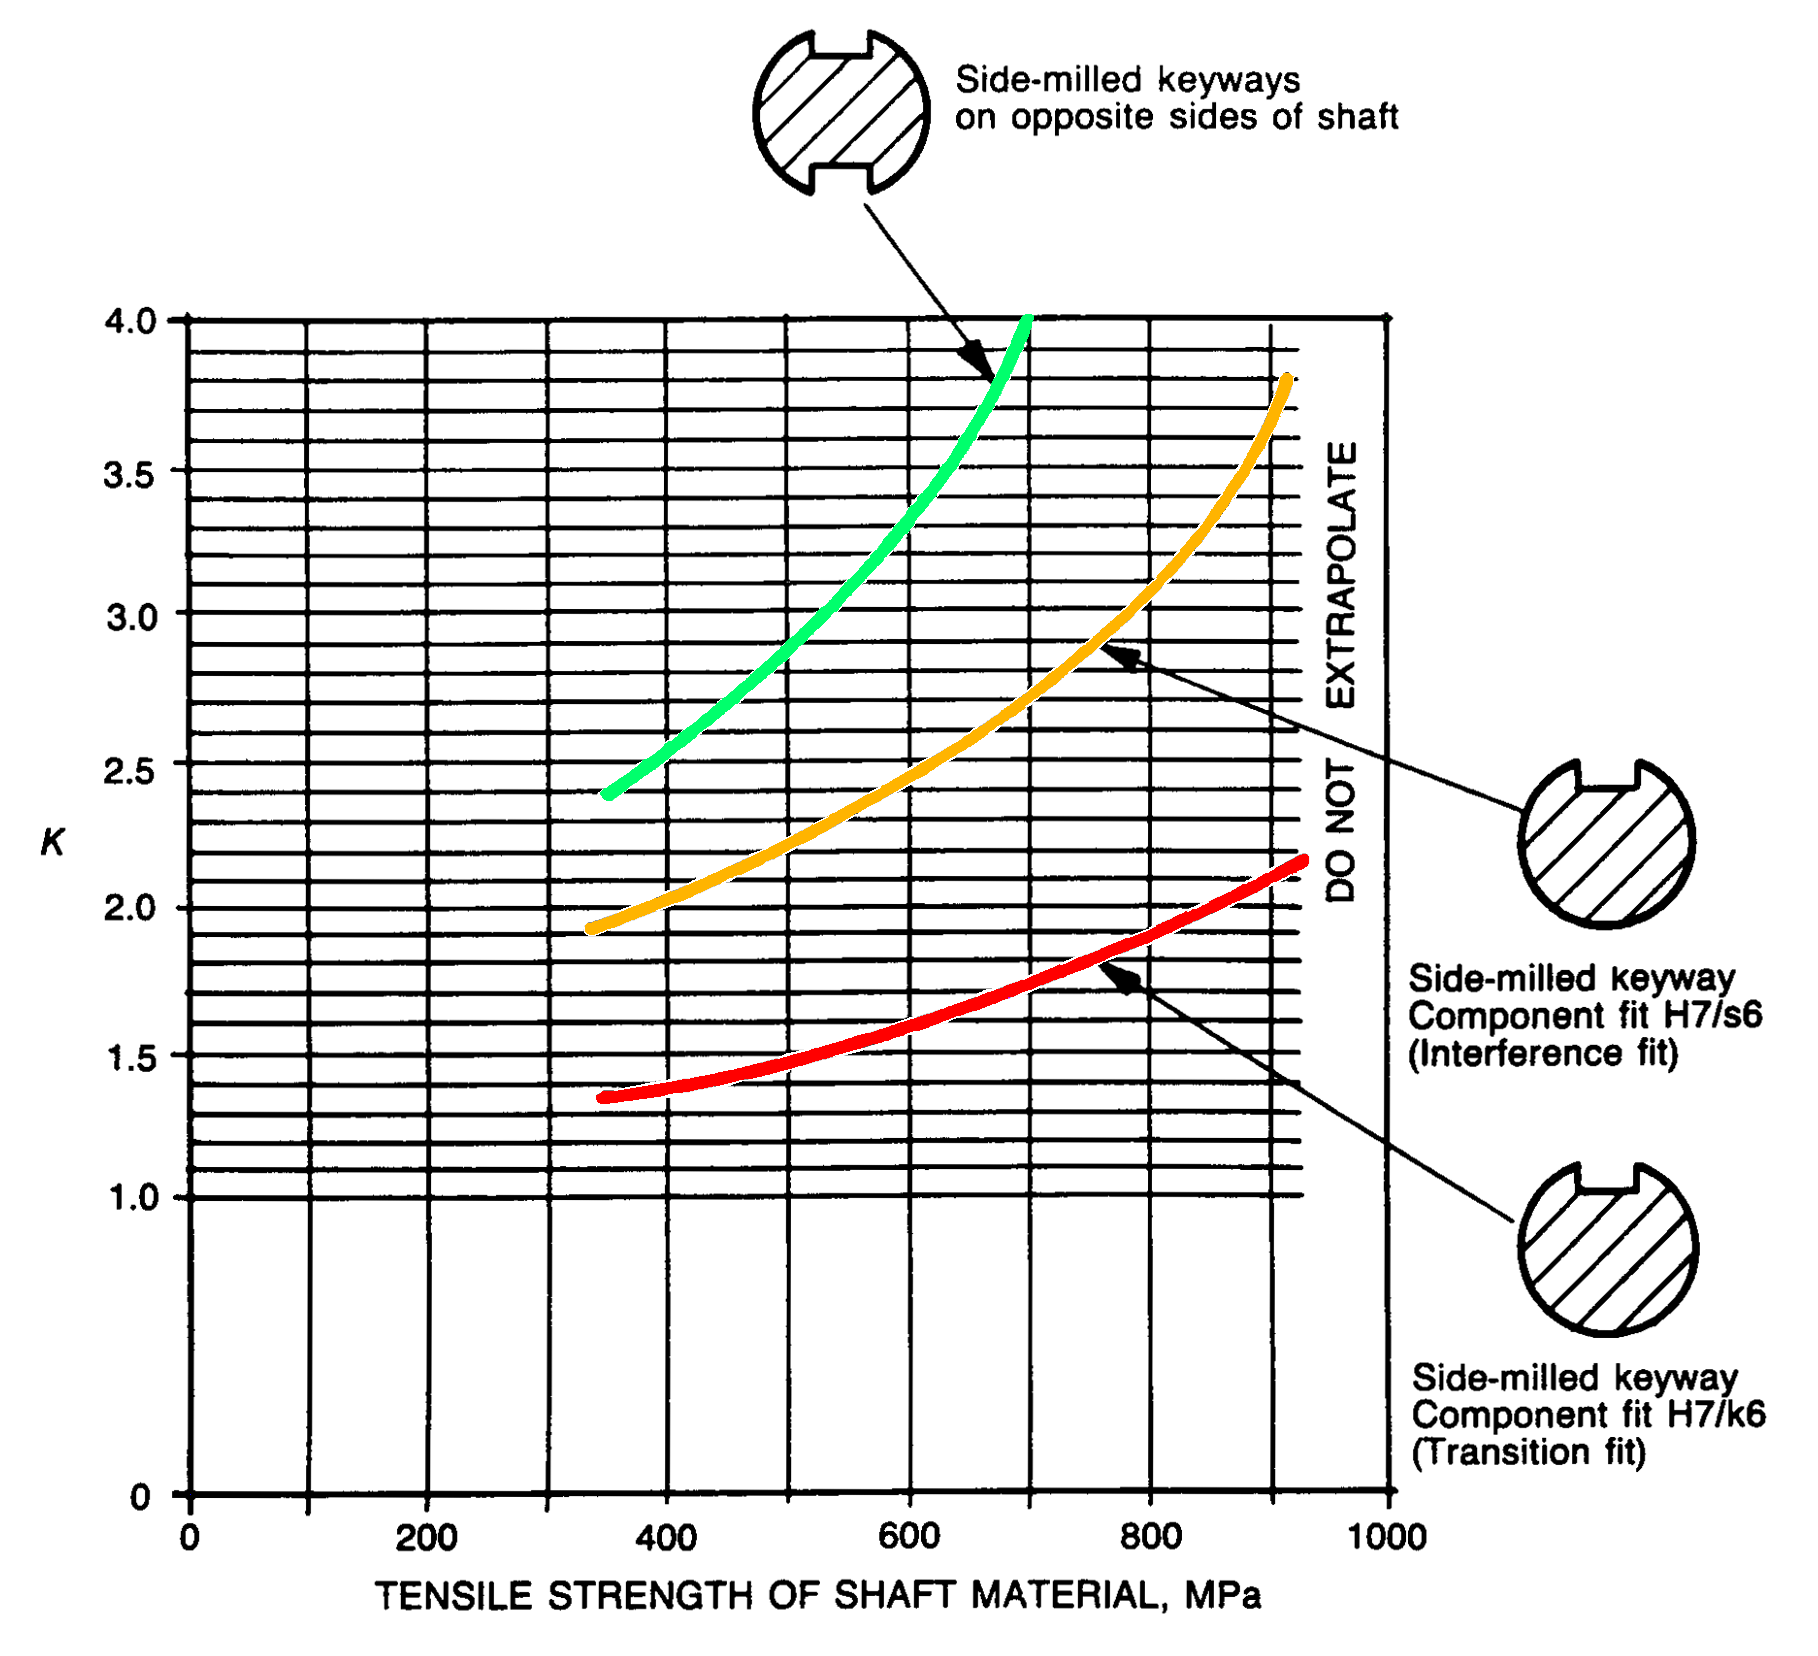 Side-milled keyways
on opposite sides of shaft
4.0
3.5
3.0
2.5
K
2.0
1.5
1.0
0
0 200 400 600 800 1000
TENSILE STRENGTH OF SHAFT MATERIAL, MPa
DO NOT EXTRAPOLATE
Side-milled keyway
Component fit H7/s6
(Interference fit)
Side-milled keyway
Component fit H7/k6
(Transition fit)